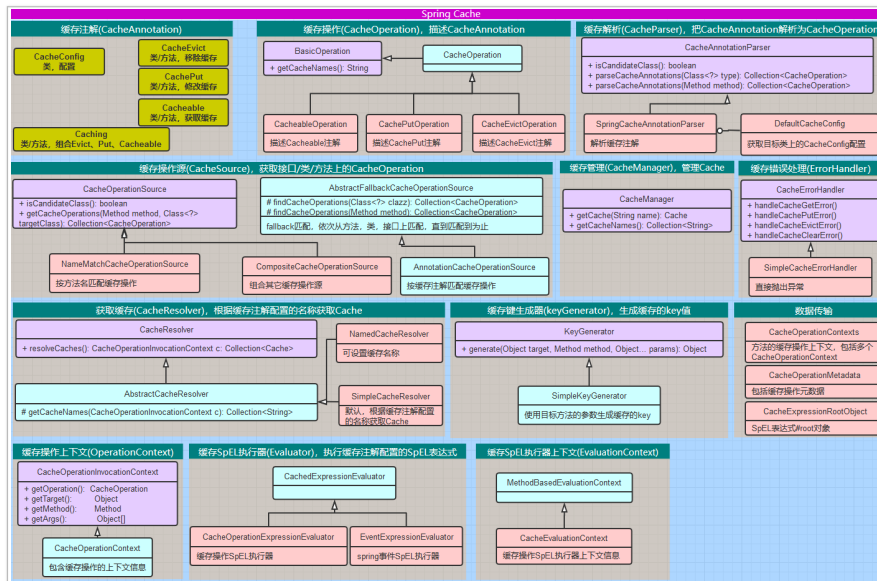 Spring Cache
缓存注解(CacheAnnotation)
CacheConfig
类，配置
CacheEvict
类/方法，移除缓存
CachePut
类/方法，修改缓存
Cacheable
类/方法，获取缓存
Caching
类/方法，组合Evict、Put、Cacheable
缓存操作(CacheOperation)，描述CacheAnnotation
BasicOperation
+ getCacheNames(): String
CacheOperation
CacheableOperation
描述Cacheable注解
CachePutOperation
描述CachePut注解
CacheEvictOperation
描述CacheEvict注解
缓存解析(CacheParser)，把CacheAnnotation解析为CacheOperation
CacheAnnotationParser
+ isCandidateClass(): boolean
+ parseCacheAnnotations(Class<?> type): Collection<CacheOperation>
+ parseCacheAnnotations(Method method): Collection<CacheOperation>
SpringCacheAnnotationParser
解析缓存注解
DefaultCacheConfig
获取目标类上的CacheConfig配置
缓存操作源(CacheSource)，获取接口/类/方法上的CacheOperation
CacheOperationSource
+ isCandidateClass(): boolean
+ getCacheOperations(Method method, Class<?>
targetClass): Collection<CacheOperation>
AbstractFallbackCacheOperationSource
# findCacheOperations(Class<?> clazz): Collection<CacheOperation>
# findCacheOperations(Method method): Collection<CacheOperation>
fallback匹配，依次从方法，类，接口上匹配，直到匹配到为止
NameMatchCacheOperationSource
按方法名匹配缓存操作
CompositeCacheOperationSource
组合其它缓存操作源
AnnotationCacheOperationSource
按缓存注解匹配缓存操作
缓存管理(CacheManager)，管理Cache
CacheManager
+ getCache(String name): Cache
+ getCacheNames(): Collection<String>
缓存错误处理(ErrorHandler)
CacheErrorHandler
+ handleCacheGetError()
+ handleCachePutError()
+ handleCacheEvictError()
+ handleCacheClearError()
SimpleCacheErrorHandler
直接抛出异常
获取缓存(CacheResolver)，根据缓存注解配置的名称获取Cache
CacheResolver
+ resolveCaches(): CacheOperationInvocationContext c): Collection<Cache>
AbstractCacheResolver
# getCacheNames(CacheOperationInvocationContext c): Collection<String>
NamedCacheResolver
可设置缓存名称
SimpleCacheResolver
默认，根据缓存注解配置
的名称获取Cache
缓存键生成器(keyGenerator)，生成缓存的key值
KeyGenerator
+ generate(Object target, Method method, Object... params): Object
SimpleKeyGenerator
使用目标方法的参数生成缓存的key
数据传输
CacheOperationContexts
方法的缓存操作上下文，包括多个
CacheOperationContext
CacheOperationMetadata
包括缓存操作元数据
CacheExpressionRootObject
SpEL表达式#root对象
缓存操作上下文(OperationContext)
CacheOperationInvocationContext
+ getOperation(): CacheOperation
+ getTarget(): Object
+ getMethod(): Method
+ getArgs(): Object[]
CacheOperationContext
包含缓存操作的上下文信息
缓存SpEL执行器(Evaluator)，执行缓存注解配置的SpEL表达式
CachedExpressionEvaluator
CacheOperationExpressionEvaluator
缓存操作SpEL执行器
EventExpressionEvaluator
spring事件SpEL执行器
缓存SpEL执行器上下文(EvaluationContext)
MethodBasedEvaluationContext
CacheEvaluationContext
缓存操作SpEL执行器上下文信息